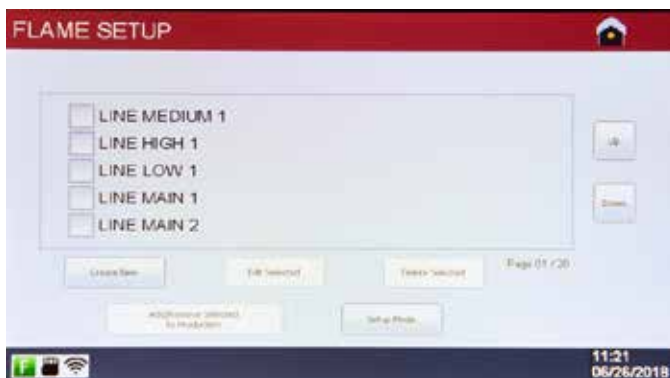 FLAME SETUP
LINE MEDIUM 1
LINE HIGH 1
LINE LOW 1
LINE MAIN 1
LINE MAIN 2
Up
Down
Create New
Edit Selected
Delete Selected
Page 01 / 20
Add/Remove Selected
to Production
Setup Mode
F
11:21
06/26/2018